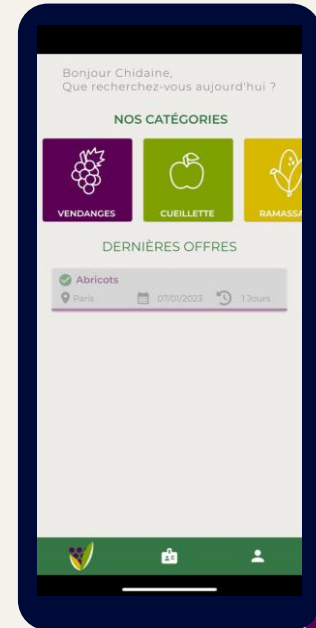 Bonjour Chidaine,
Que recherchez-vous aujourd'hui ?
NOS CATÉGORIES
VENDANGES CUEILLETTE RAMASSA
DERNIÈRES OFFRES
Abricots
Paris 07/01/2023 1 Jours